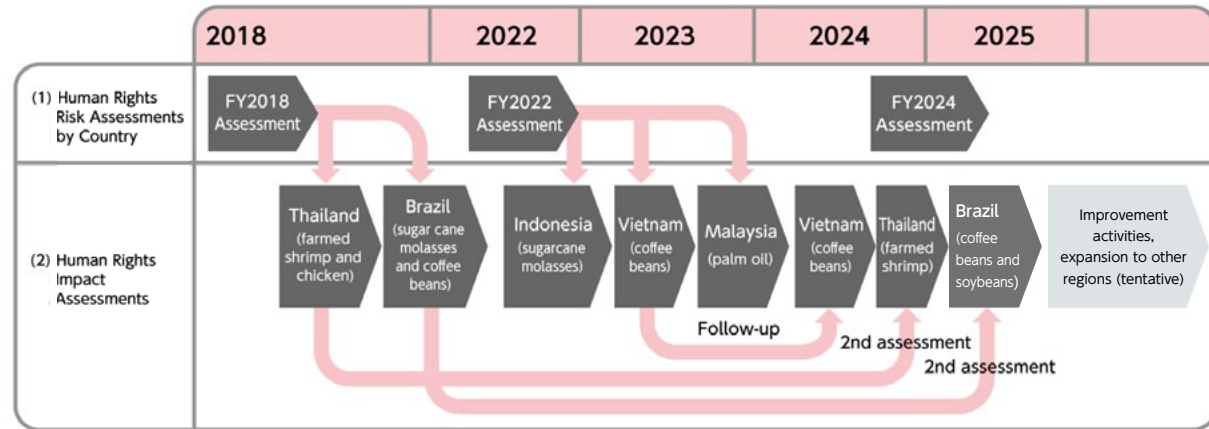 2018
2022
2023
2024
2025
(1) Human Rights
Risk Assessments
by Country
FY2018
Assessment
FY2022
Assessment
FY2024
Assessment
(2) Human Rights
Impact
Assessments
Thailand
(farmed
shrimp and
chicken)
Brazil
(sugar cane
molasses
and coffee
beans)
Indonesia
(sugarcane
molasses)
Vietnam
(coffee
beans)
Malaysia
(palm oil)
Vietnam
(coffee
beans)
Thailand
(farmed
shrimp)
Brazil
(coffee
beans and
soybeans)
Improvement
activities,
expansion to other
regions (tentative)
Follow-up
2nd assessment
2nd assessment